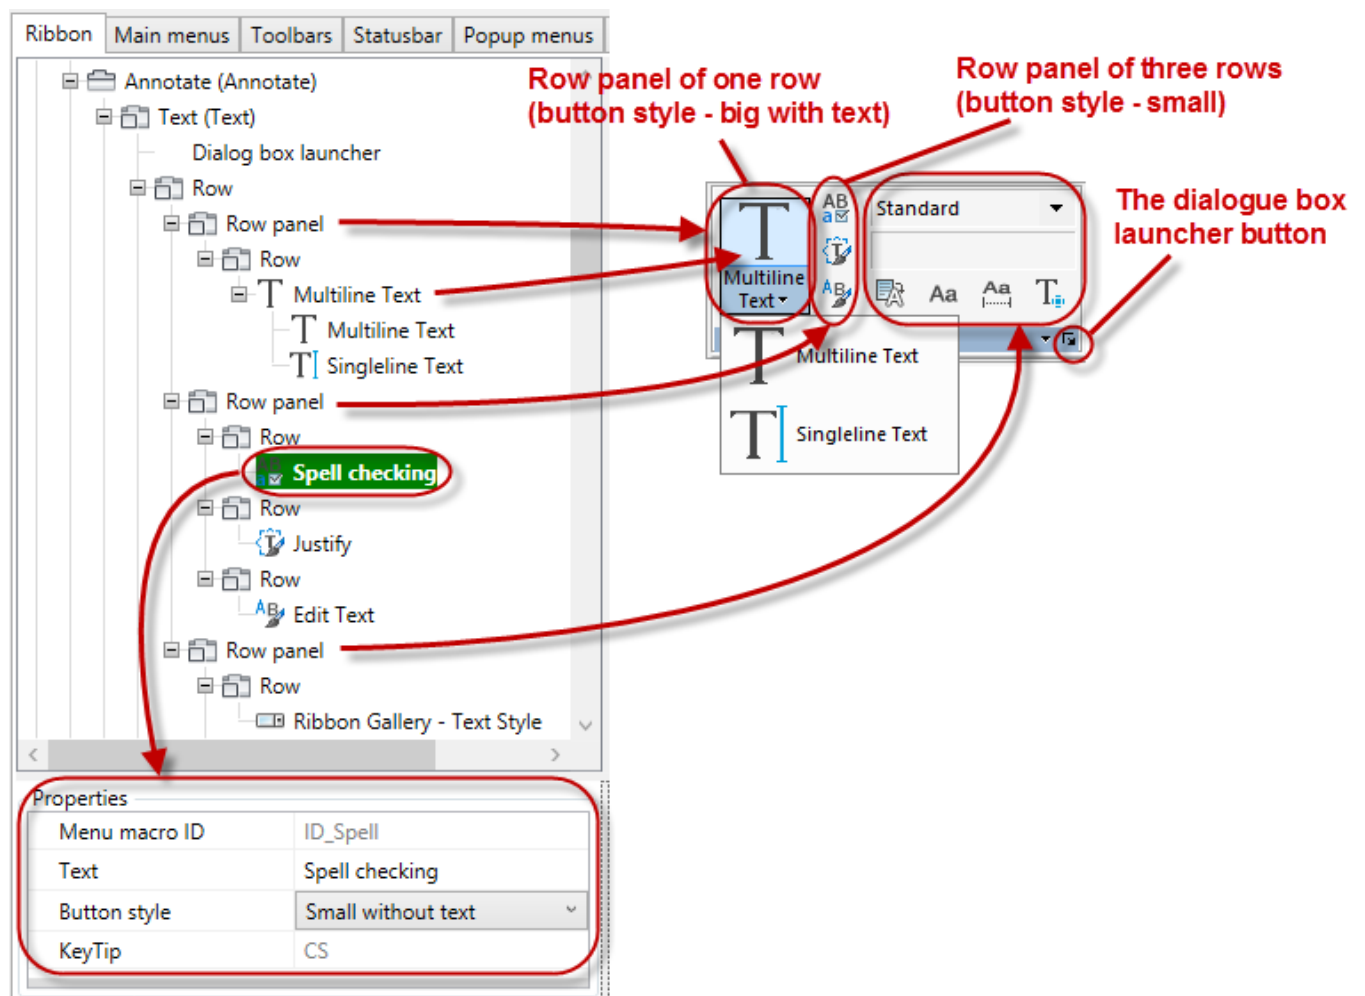 Ribbon Main menus Toolbars Statusbar Popup menus
Annotate (Annotate)
Text (Text)
Dialog box launcher
Row
Row panel
Row
Multiline Text
Multiline Text
Singleline Text
Row panel
Row
Spell checking
Row
Justify
Row
Edit Text
Row panel
Row
Ribbon Gallery - Text Style
Properties
Menu macro ID ID_Spell
Text Spell checking
Button style Small without text
KeyTip CS
Row panel of one row
(button style - big with text)
Row panel of three rows
(button style - small)
The dialogue box
launcher button
Standard
Multiline
Text
Aa Aa
Multiline Text
Singleline Text